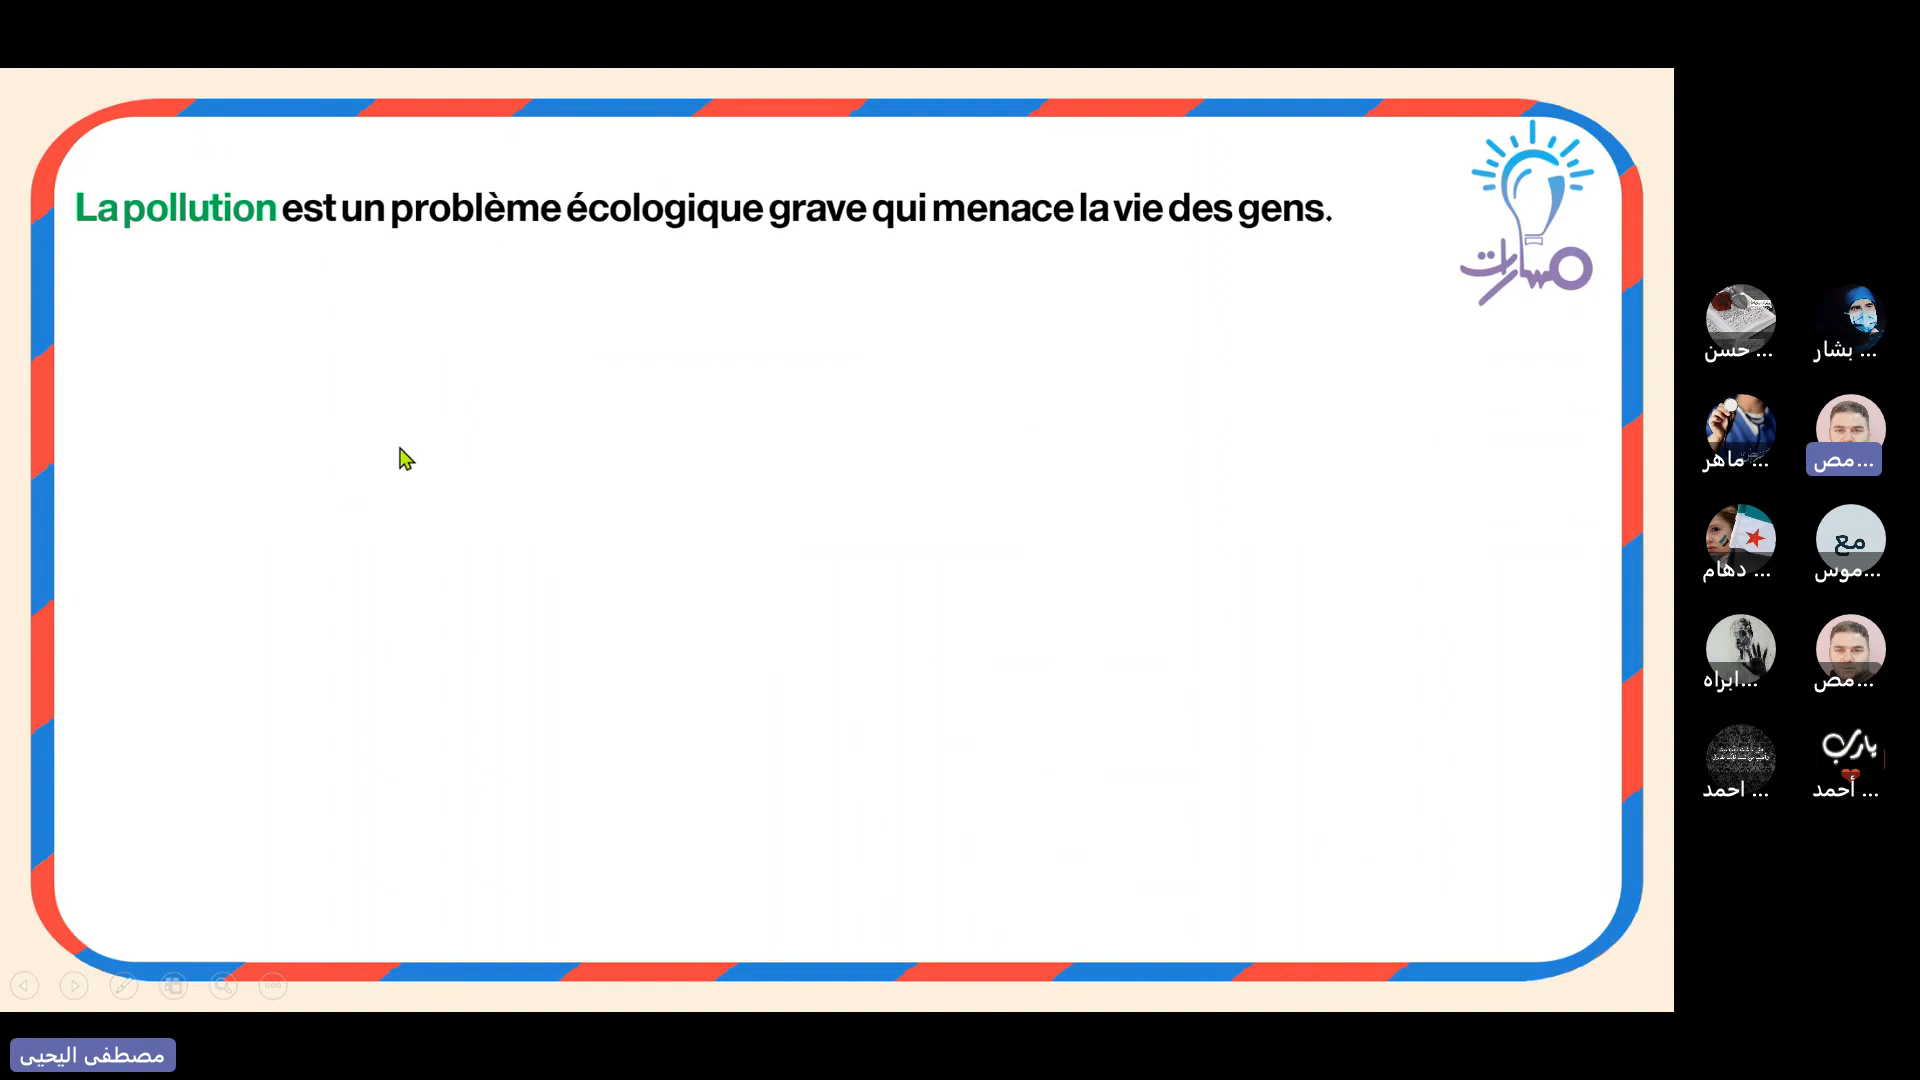 La pollution est un problème écologique grave qui menace la vie des gens.
مسارات
حسن ...
بشار ...
ماهر ...
مص...
دهام ...
مع
موس...
ابراه...
مص...
يارب
احمد ...
أحمد ...
مصطفى اليحيى